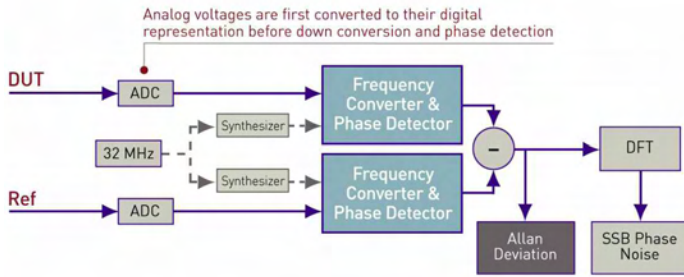 Analog voltages are first converted to their digital
representation before down conversion and phase detection
DUT
ADC
Frequency
Converter &
Phase Detector
Synthesizer
32 MHz
–
DFT
Synthesizer
Frequency
Converter &
Phase Detector
Ref
ADC
Allan
Deviation
SSB Phase
Noise